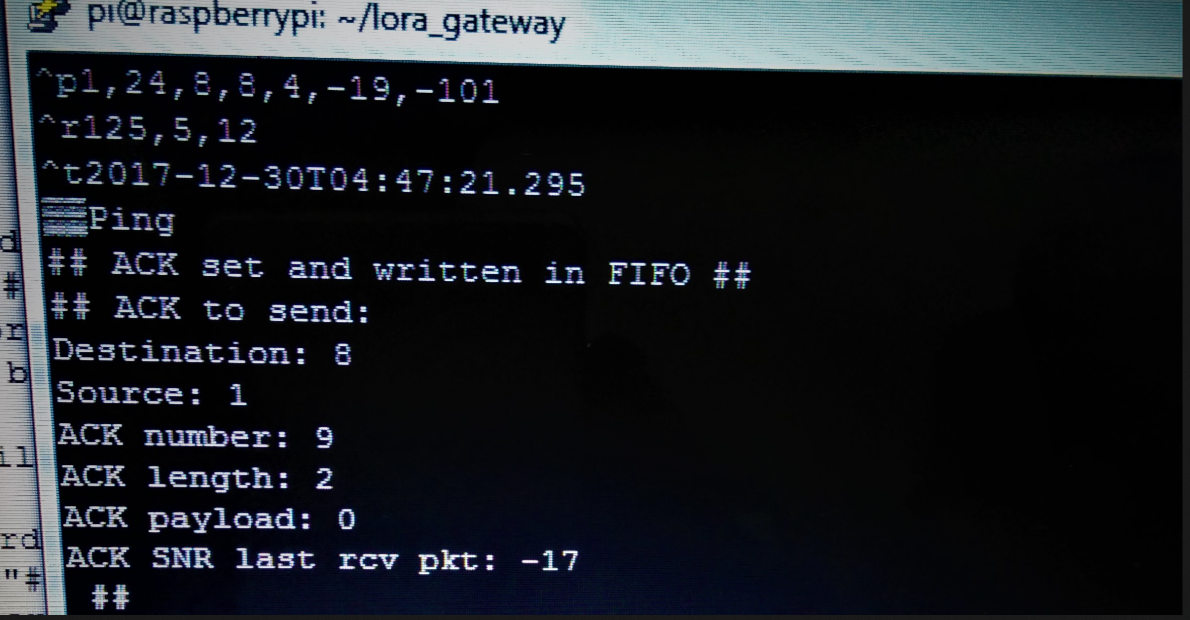 pi@raspberrypi: ~/lora_gateway
^p1,24,8,8,4,-19,-101
^r125,5,12
^t2017-12-30T04:47:21.295
Ping
## ACK set and written in FIFO ##
## ACK to send:
Destination: 8
Source: 1
ACK number: 9
ACK length: 2
ACK payload: 0
ACK SNR last rcv pkt: -17
##